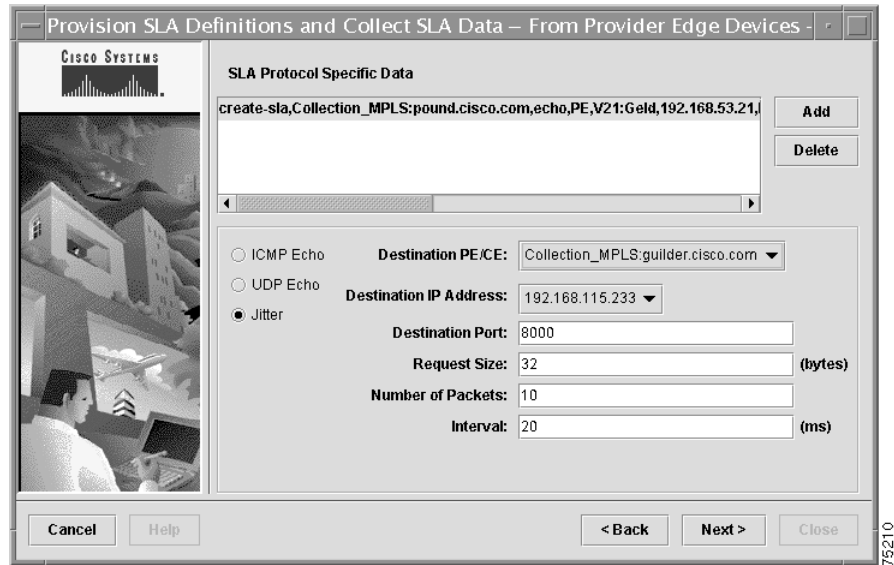 Provision SLA Definitions and Collect SLA Data – From Provider Edge Devices -
CISCO SYSTEMS
SLA Protocol Specific Data
create-sla,Collection_MPLS:pound.cisco.com,echo,PE,V21:Geld,192.168.53.21,
Add
Delete
ICMP Echo
UDP Echo
Jitter
Destination PE/CE: Collection_MPLS:guilder.cisco.com
Destination IP Address: 192.168.115.233
Destination Port: 8000
Request Size: 32 (bytes)
Number of Packets: 10
Interval: 20 (ms)
Cancel Help < Back Next > Close
75210